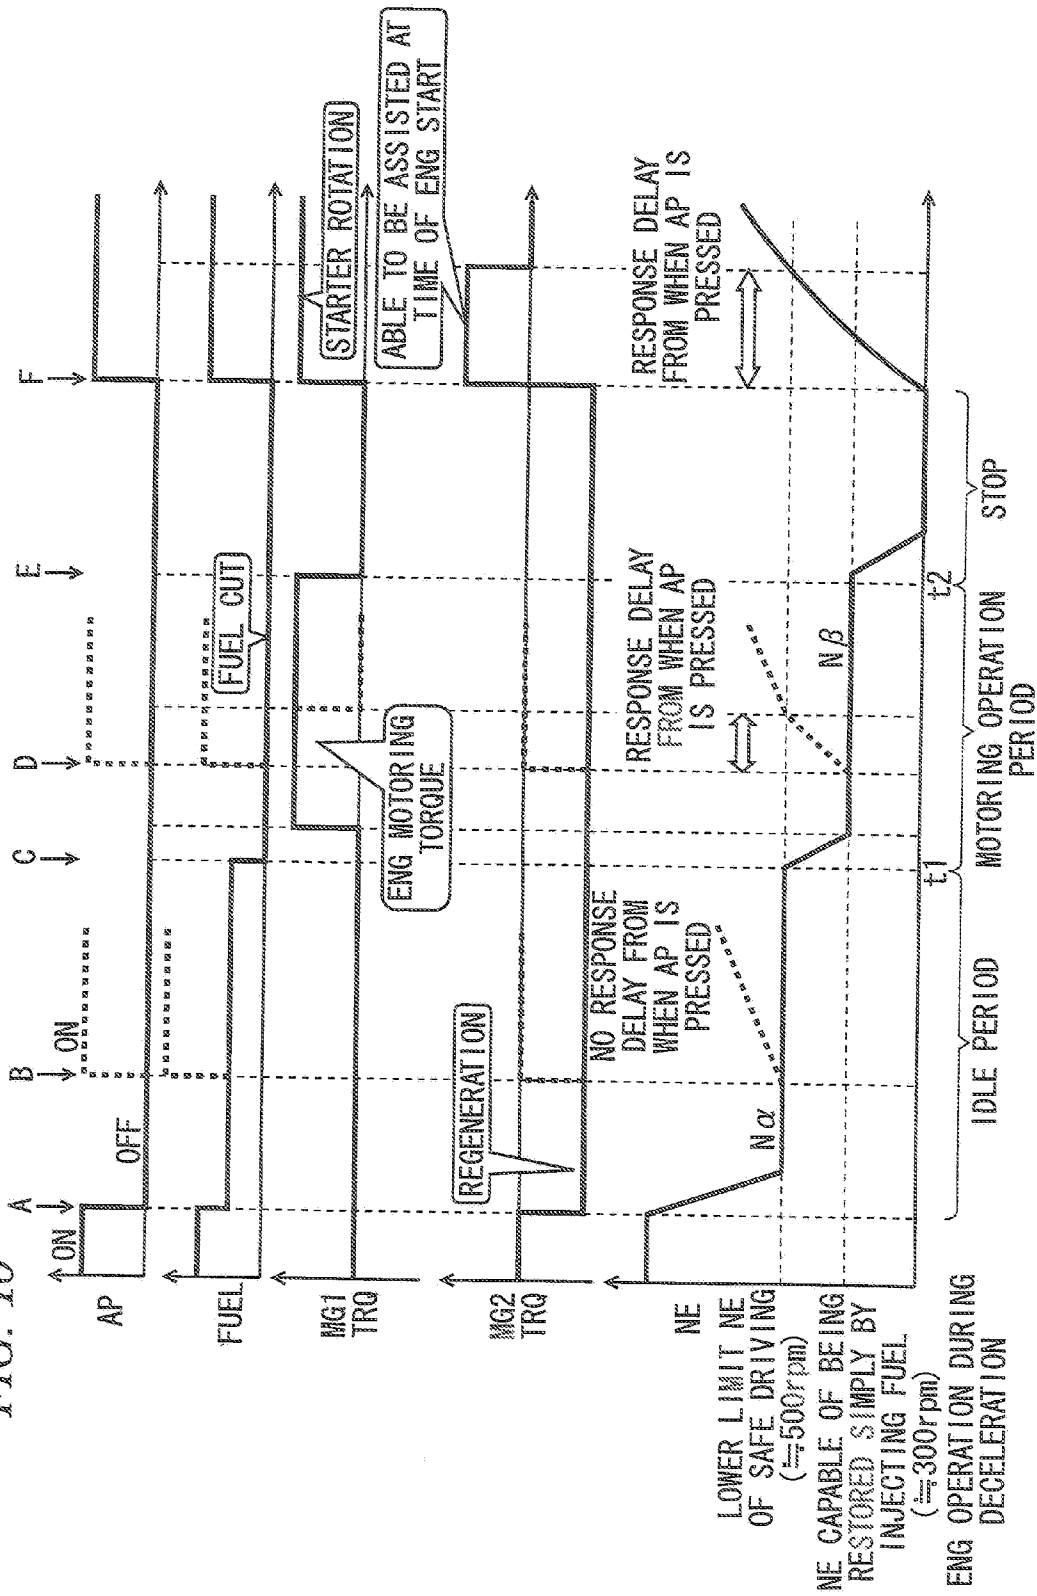 A
B
C
D
E
F
AP
ON
OFF
ON
FUEL
FUEL CUT
MG1
TRQ
ENG MOTORING
TORQUE
STARTER ROTATION
MG2
TRQ
REGENERATION
ABLE TO BE ASSISTED AT
TIME OF ENG START
NE
NO RESPONSE
DELAY FROM
WHEN AP IS
PRESSED
RESPONSE DELAY
FROM WHEN AP
IS PRESSED
RESPONSE DELAY
FROM WHEN AP IS
PRESSED
LOWER LIMIT NE
OF SAFE DRIVING
(≒500rpm)
Nα
NE CAPABLE OF BEING
RESTORED SIMPLY BY
INJECTING FUEL
(≒300rpm)
Nβ
t1
t2
ENG OPERATION DURING
DECELERATION
IDLE PERIOD
MOTORING OPERATION
PERIOD
STOP